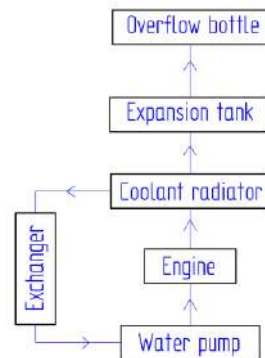 Overflow bottle
Expansion tank
Coolant radiator
Exchanger
Engine
Water pump